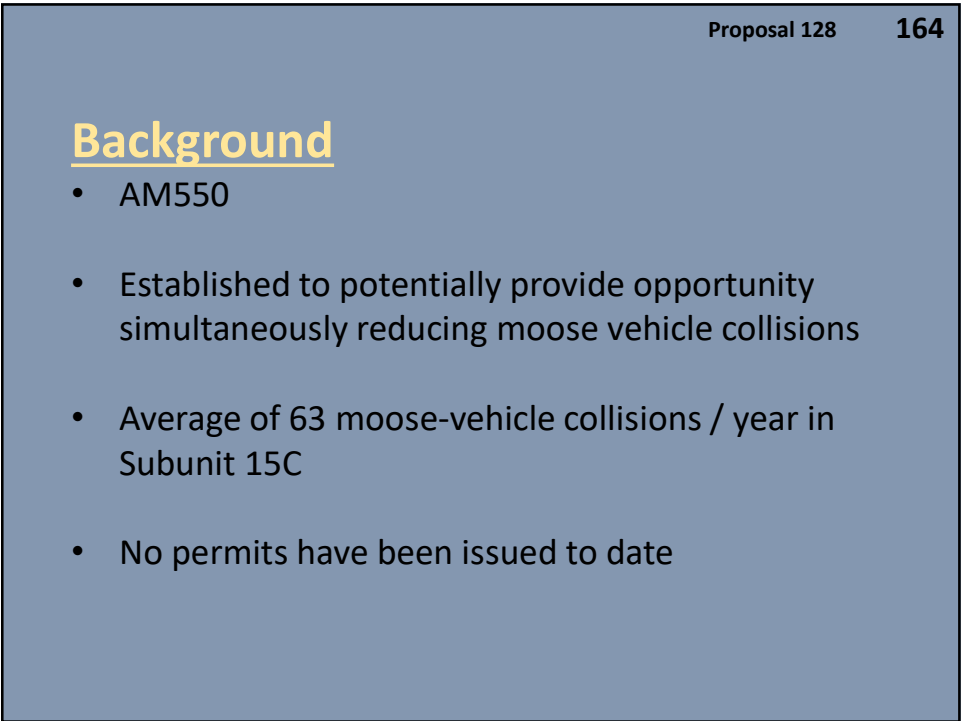 Proposal 128 164
Background
• AM550
• Established to potentially provide opportunity
simultaneously reducing moose vehicle collisions
• Average of 63 moose-vehicle collisions / year in
Subunit 15C
• No permits have been issued to date